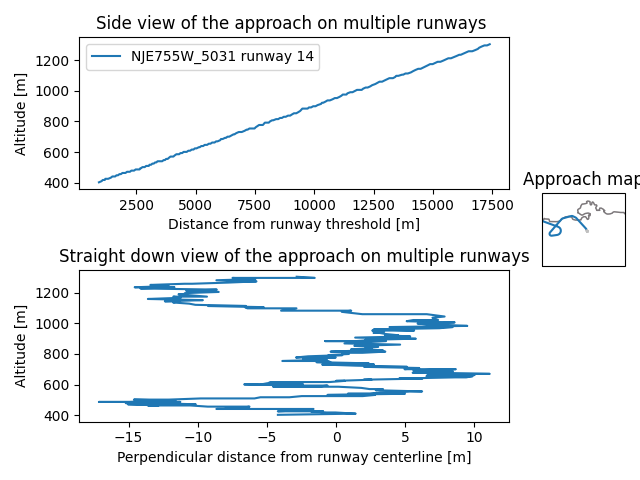 Side view of the approach on multiple runways
NJE755W_5031 runway 14
Altitude [m]
1200
1000
800
600
400
2500
5000
7500
10000
12500
15000
17500
Distance from runway threshold [m]
Approach map
Straight down view of the approach on multiple runways
Altitude [m]
1200
1000
800
600
400
−15
−10
−5
0
5
10
Perpendicular distance from runway centerline [m]